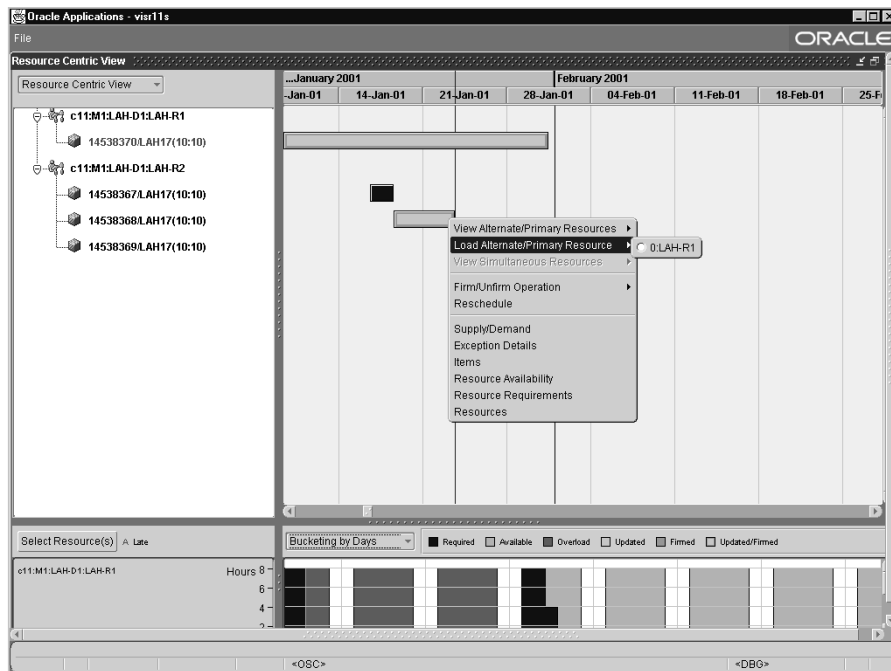 Oracle Applications - visr11s
File
ORACLE
Resource Centric View
Resource Centric View
...January 2001
February 2001
-Jan-01 14-Jan-01 21-Jan-01 28-Jan-01 04-Feb-01 11-Feb-01 18-Feb-01 25-F
c11:M1:LAH-D1:LAH-R1
14538370/LAH17(10:10)
c11:M1:LAH-D1:LAH-R2
14538367/LAH17(10:10)
14538368/LAH17(10:10)
14538369/LAH17(10:10)
View Alternate/Primary Resources
Load Alternate/Primary Resource
0:LAH-R1
View Simultaneous Resources
Firm/Unfirm Operation
Reschedule
Supply/Demand
Exception Details
Items
Resource Availability
Resource Requirements
Resources
Select Resource(s) A Late
Bucketing by Days
Required Available Overload Updated Firmed Updated/Firmed
c11:M1:LAH-D1:LAH-R1
Hours 8
6
4
2
<OSC> <DBG>